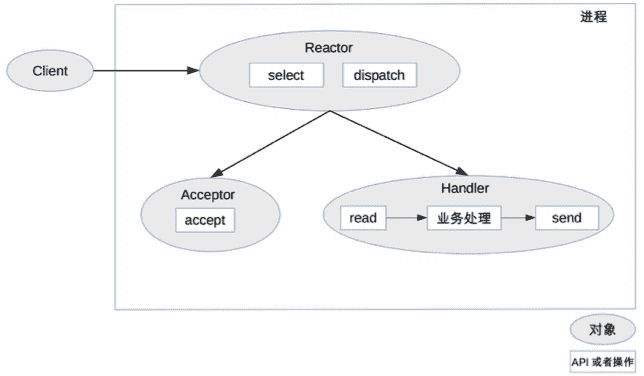 进程
Client
Reactor
select
dispatch
Acceptor
accept
Handler
read
业务处理
send
对象
API 或者操作